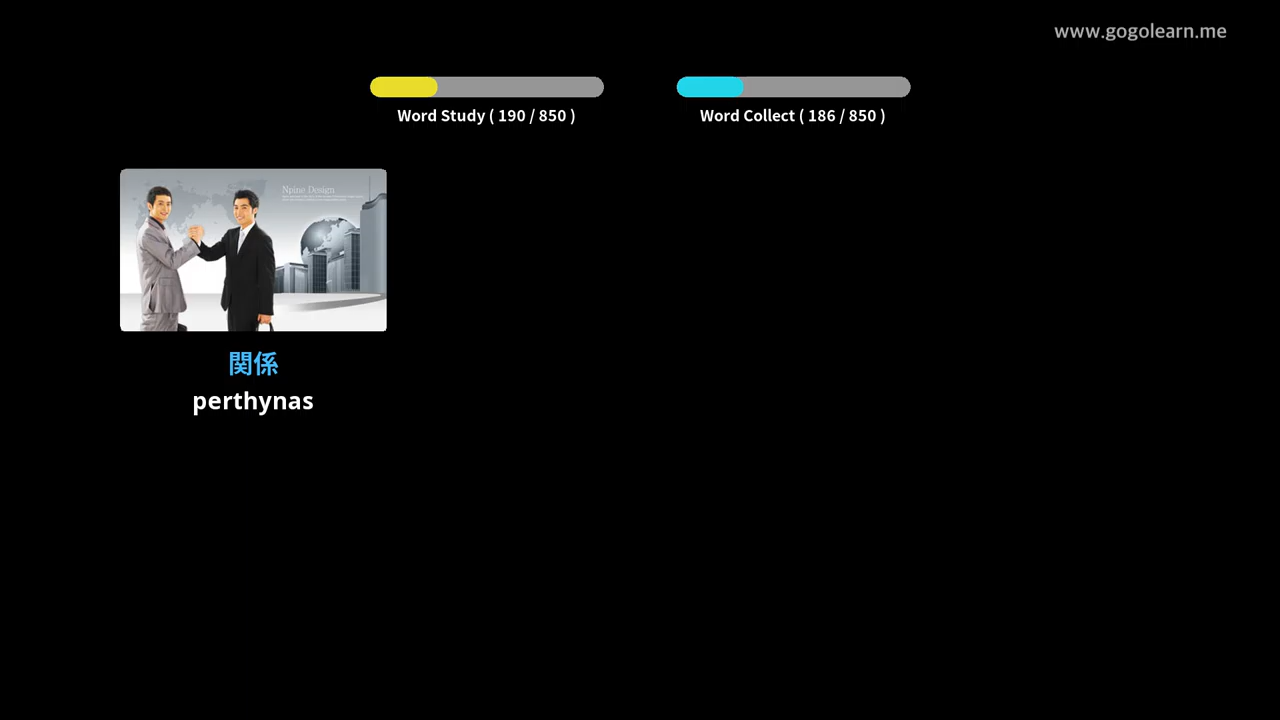 www.gogolearn.me
Word Study ( 190 / 850 )
Word Collect ( 186 / 850 )
Npine Design
関係
perthynas